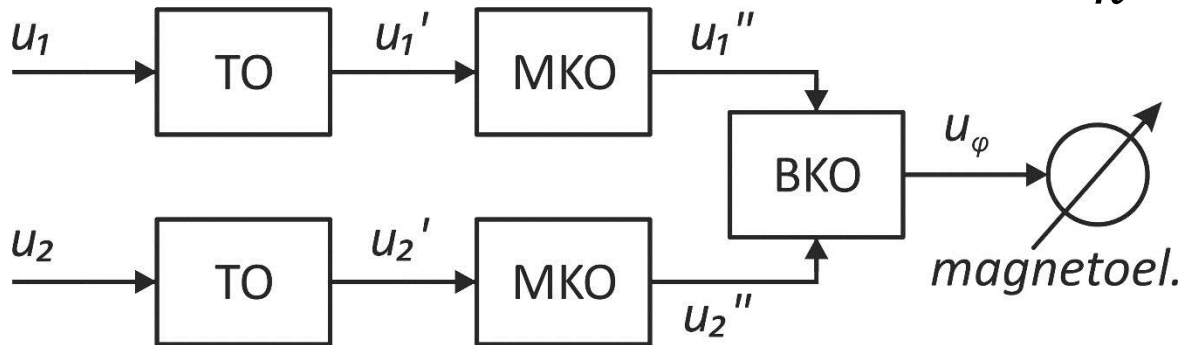 u₁ TO u₁' MKO u₁"
u₂ TO u₂' MKO u₂"
BKO uφ
magnetoel.